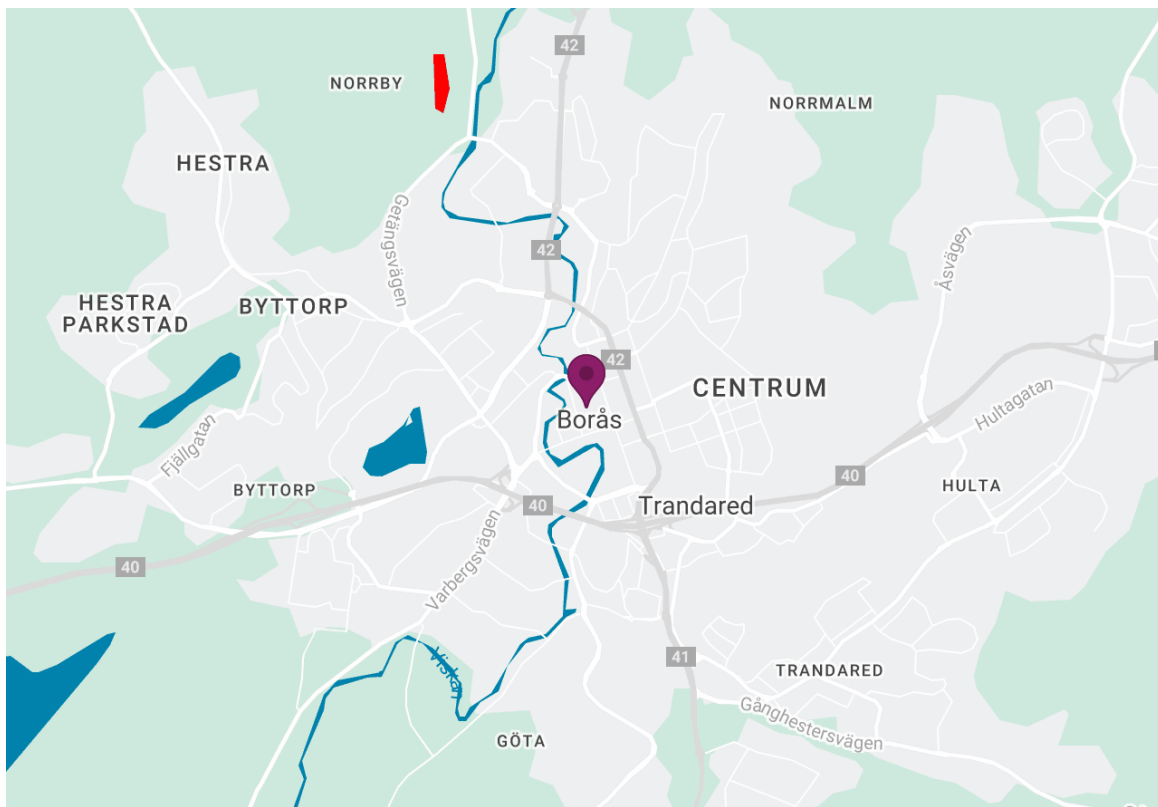 42
NORRBY
NORRMALM
HESTRA
Getängsvägen
42
Åsvägen
HESTRA
PARKSTAD
BYTTORP
42
CENTRUM
Borås
Hultagatan
Fjällgatan
BYTTORP
40
HULTA
40
Trandared
40
Varbergsvägen
Viskan
41
TRANDARED
Gånghestersvägen
GÖTA